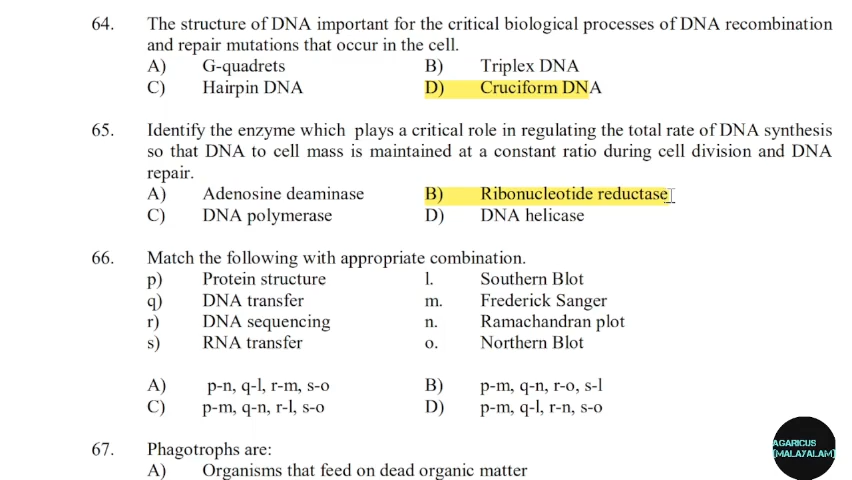 64. The structure of DNA important for the critical biological processes of DNA recombination
and repair mutations that occur in the cell.
A) G-quadrets B) Triplex DNA
C) Hairpin DNA D) Cruciform DNA
65. Identify the enzyme which plays a critical role in regulating the total rate of DNA synthesis
so that DNA to cell mass is maintained at a constant ratio during cell division and DNA
repair.
A) Adenosine deaminase B) Ribonucleotide reductase
C) DNA polymerase D) DNA helicase
66. Match the following with appropriate combination.
p) Protein structure l. Southern Blot
q) DNA transfer m. Frederick Sanger
r) DNA sequencing n. Ramachandran plot
s) RNA transfer o. Northern Blot
A) p-n, q-l, r-m, s-o B) p-m, q-n, r-o, s-l
C) p-m, q-n, r-l, s-o D) p-m, q-l, r-n, s-o
67. Phagotrophs are:
A) Organisms that feed on dead organic matter
AGARICUS
[MALAYALAM]